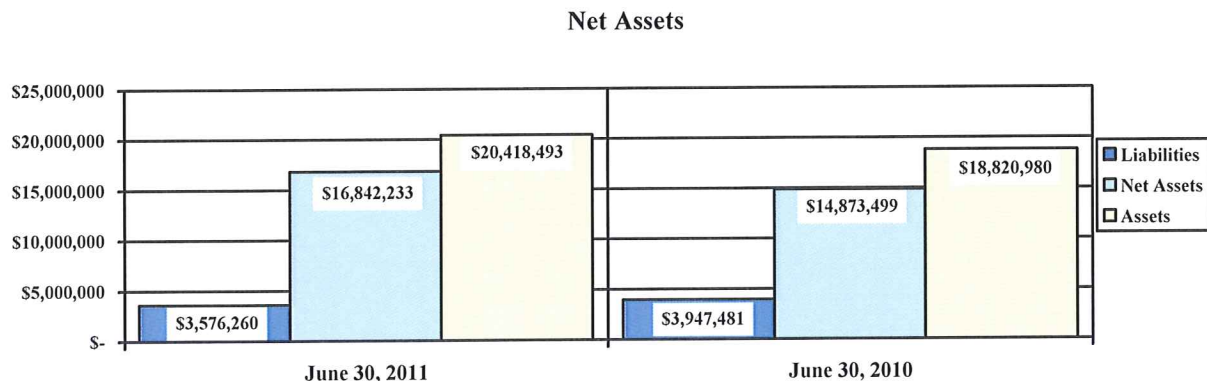 Net Assets
$25,000,000
$20,000,000
$15,000,000
$10,000,000
$5,000,000
$-
$3,576,260
$16,842,233
$20,418,493
$3,947,481
$14,873,499
$18,820,980
June 30, 2011
June 30, 2010
Liabilities
Net Assets
Assets